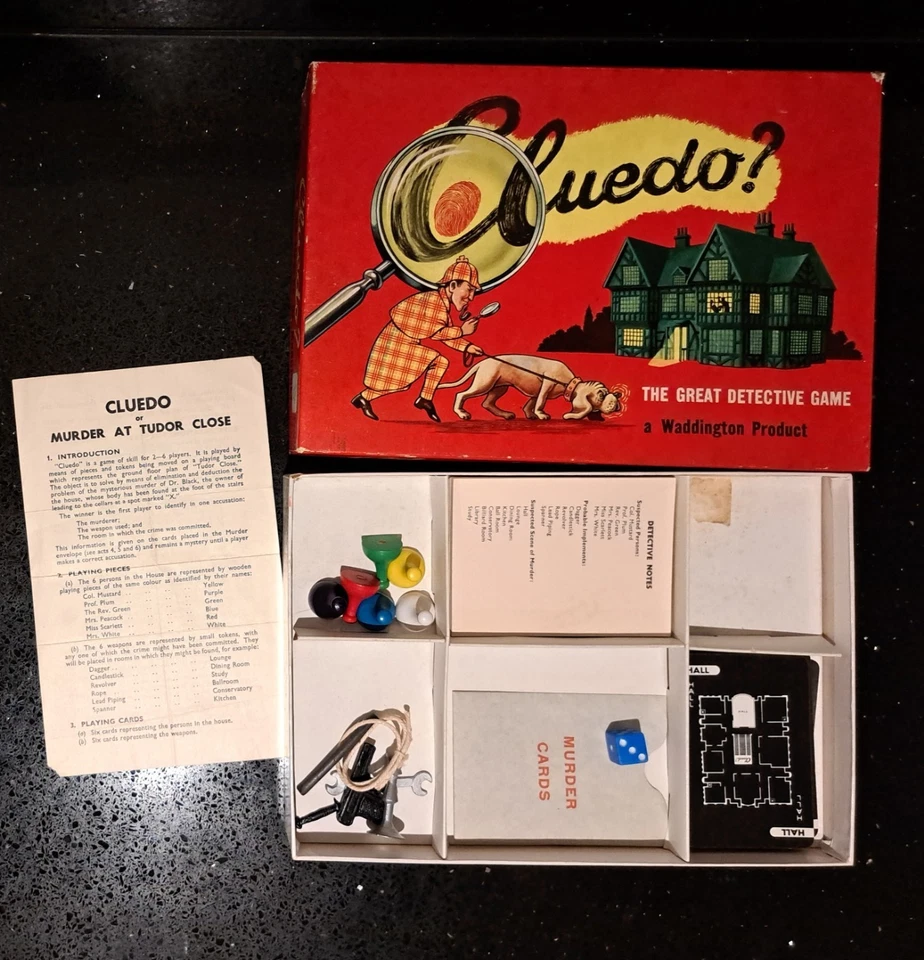 Cluedo?
THE GREAT DETECTIVE GAME
a Waddington Product
CLUEDO
or
MURDER AT TUDOR CLOSE
1. INTRODUCTION
"Cluedo" is a game of skill for 2—6 players. It is played by
means of pieces and tokens being moved on a playing board
which represents the ground floor plan of "Tudor Close."
The object is to solve by means of elimination and deduction the
problem of the mysterious murder of Dr. Black, the owner of
the house, whose body has been found at the foot of the stairs
leading to the cellars at a spot marked "X."
The winner is the first player to identify in one accusation:
The murderer;
The weapon used; and
The room in which the crime was committed.
This information is given on the cards placed in the Murder
envelope (see acts 4, 5 and 6) and remains a mystery until a player
makes a correct accusation.
2. PLAYING PIECES
(a) The 6 persons in the House are represented by wooden
playing pieces of the same colour as identified by their names:
Col. Mustard .. .. .. Yellow
Prof. Plum .. .. .. Purple
The Rev. Green .. .. .. Green
Mrs. Peacock .. .. .. Blue
Miss Scarlett .. .. .. Red
Mrs. White .. .. .. White
(b) The 6 weapons are represented by small tokens, with
any one of which the crime might have been committed. They
will be placed in rooms in which they might be found, for example:
Dagger .. .. .. Lounge
Candlestick .. .. .. Dining Room
Revolver .. .. .. Study
Rope .. .. .. Ballroom
Lead Piping .. .. .. Conservatory
Spanner .. .. .. Kitchen
3. PLAYING CARDS
(a) Six cards representing the persons in the house.
(b) Six cards representing the weapons.
DETECTIVE NOTES
Suspected Persons:
Col. Mustard
Prof. Plum
Rev. Green
Mrs. Peacock
Miss Scarlett
Mrs. White
Probable Implements:
Dagger
Candlestick
Revolver
Rope
Lead Piping
Spanner
Suspected Scene of Murder:
Hall
Lounge
Dining Room
Kitchen
Ball Room
Conservatory
Billiard Room
Library
Study
MURDER
CARDS
HALL
HALL
HALL
HALL